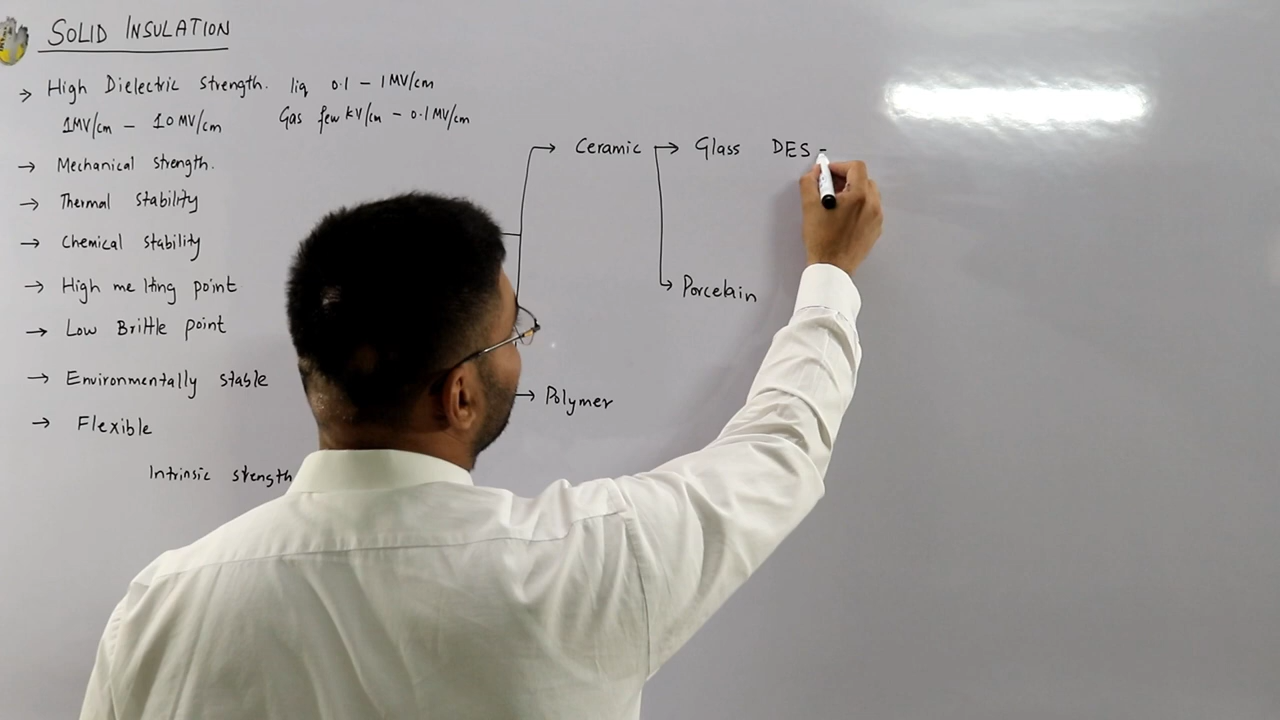 SOLID INSULATION
→ High Dielectric strength. liq 0.1 – 1MV/cm
1MV/cm – 10MV/cm Gas few kV/cm – 0.1MV/cm
→ Mechanical strength.
→ Thermal stability
→ Chemical stability
→ High melting point
→ Low Brittle point
→ Environmentally stable
→ Flexible
Intrinsic strength
→ Ceramic → Glass DES -
→ Porcelain
→ Polymer